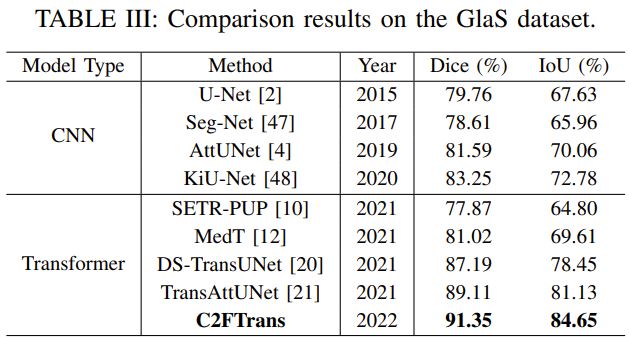 TABLE III: Comparison results on the GlaS dataset.
Model Type Method Year Dice (%) IoU (%)
U-Net [2] 2015 79.76 67.63
Seg-Net [47] 2017 78.61 65.96
CNN
AttUNet [4] 2019 81.59 70.06
KiU-Net [48] 2020 83.25 72.78
SETR-PUP [10] 2021 77.87 64.80
MedT [12] 2021 81.02 69.61
Transformer DS-TransUNet [20] 2021 87.19 78.45
TransAttUNet [21] 2021 89.11 81.13
C2FTrans 2022 91.35 84.65